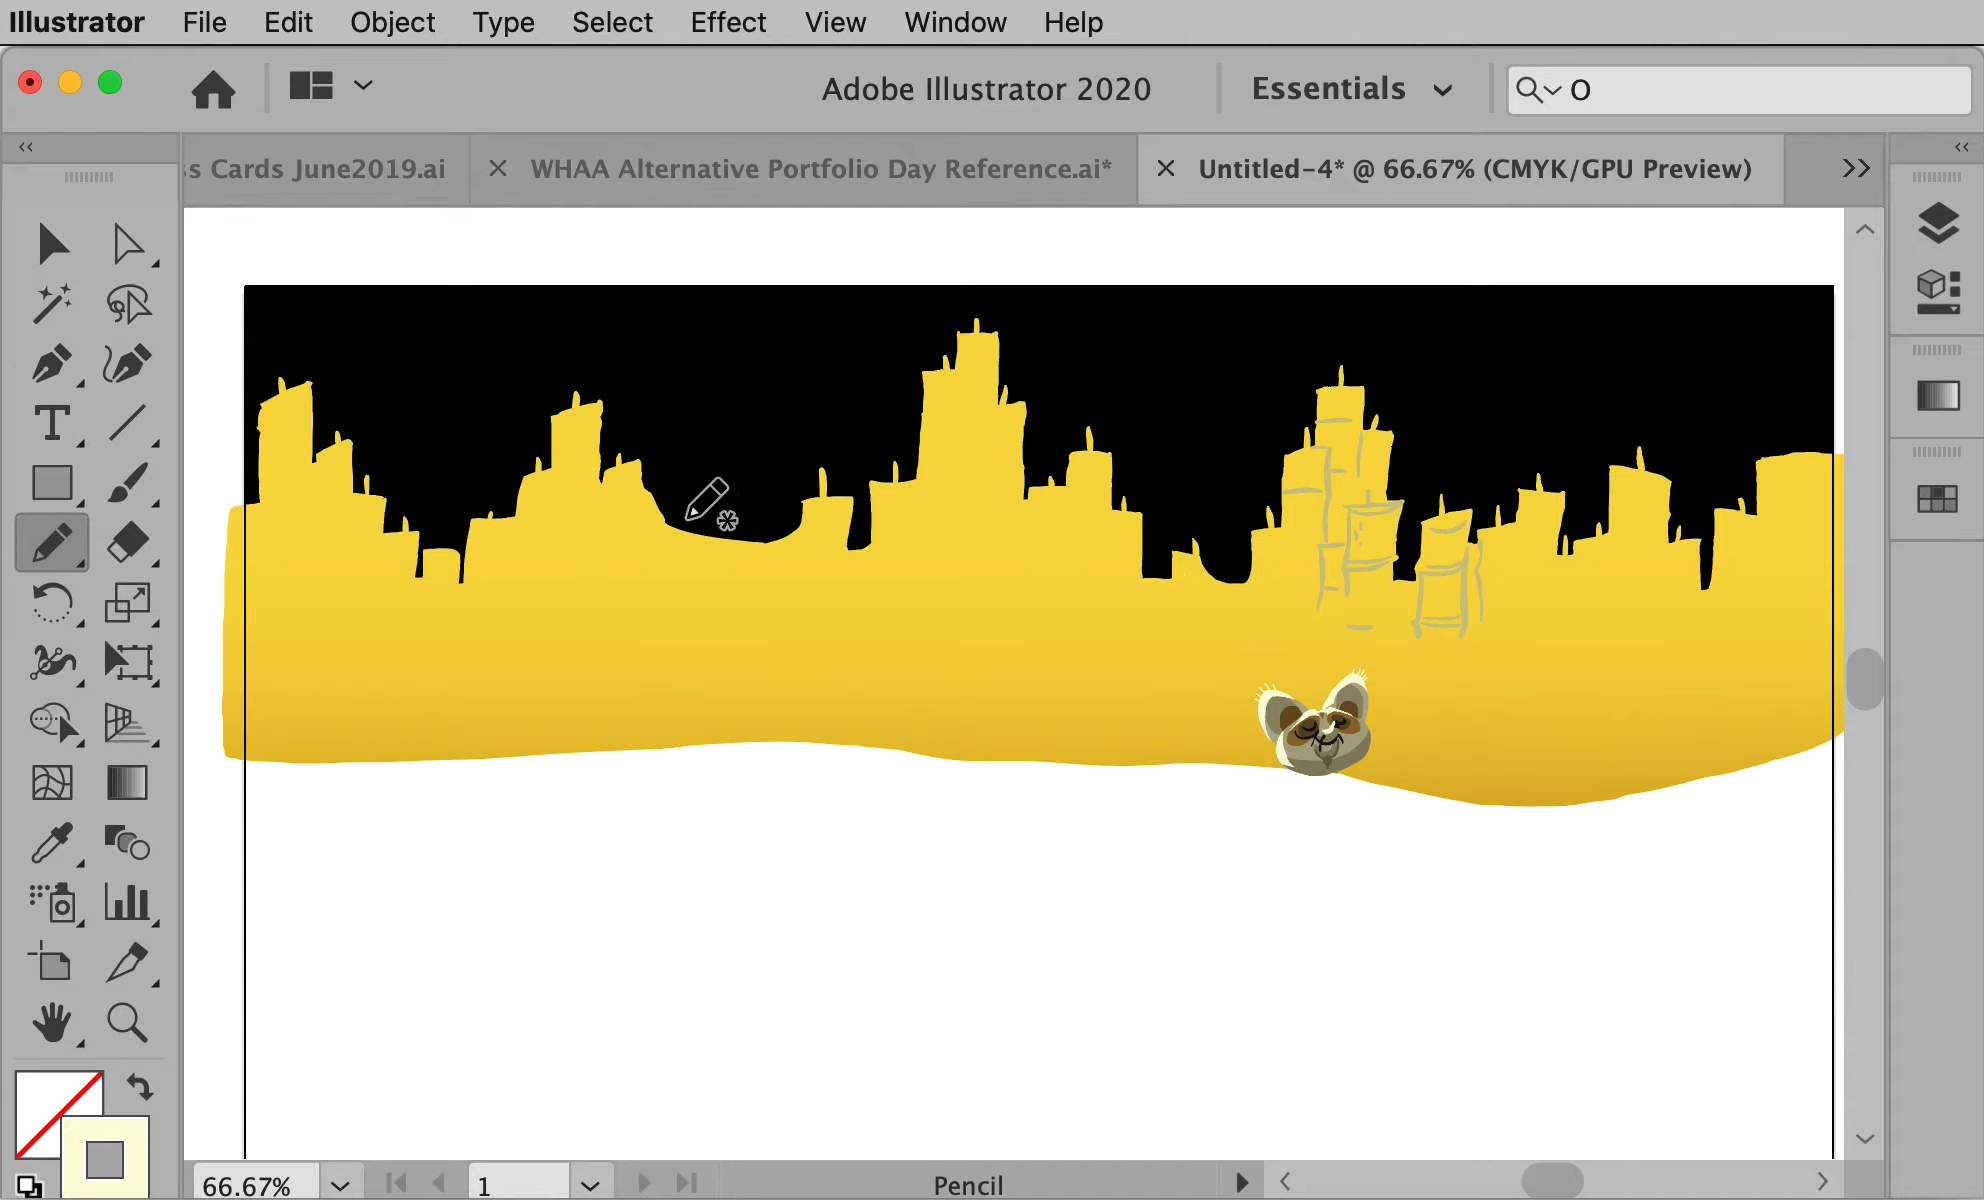 Illustrator File Edit Object Type Select Effect View Window Help
Adobe Illustrator 2020 Essentials O
s Cards June2019.ai WHAA Alternative Portfolio Day Reference.ai* Untitled-4* @ 66.67% (CMYK/GPU Preview)
66.67% 1 Pencil